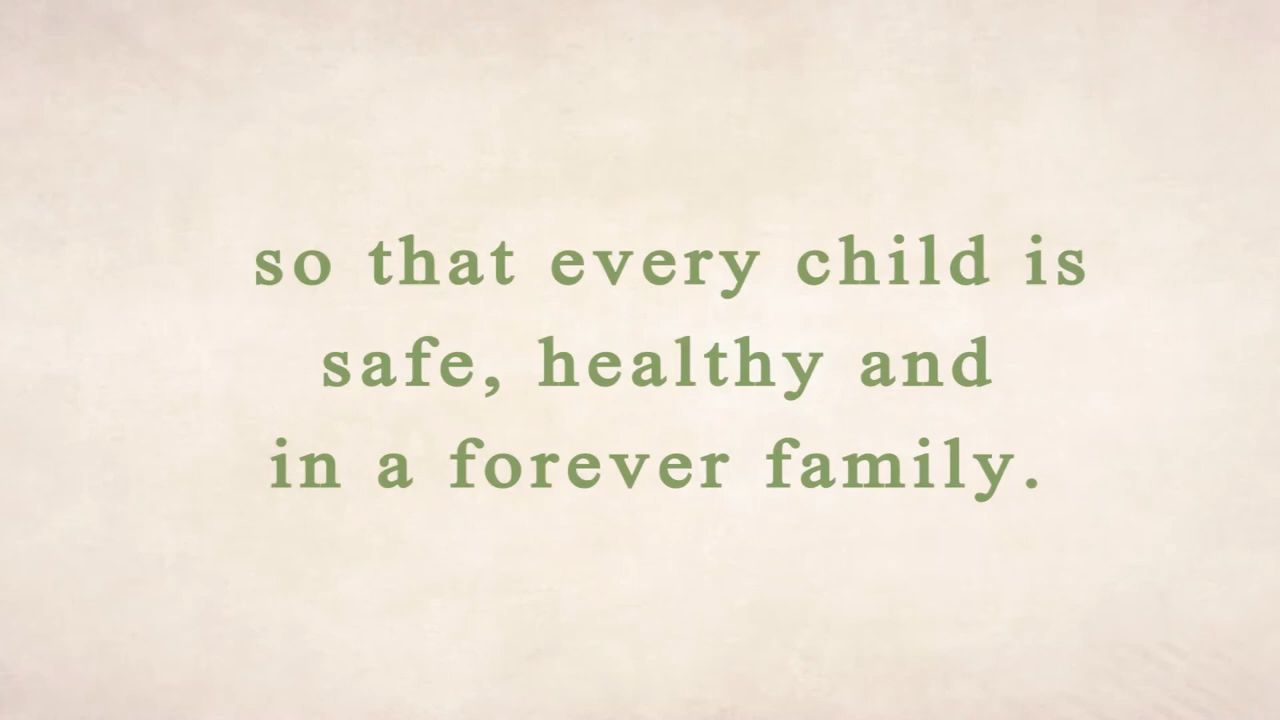 so that every child is
safe, healthy and
in a forever family.